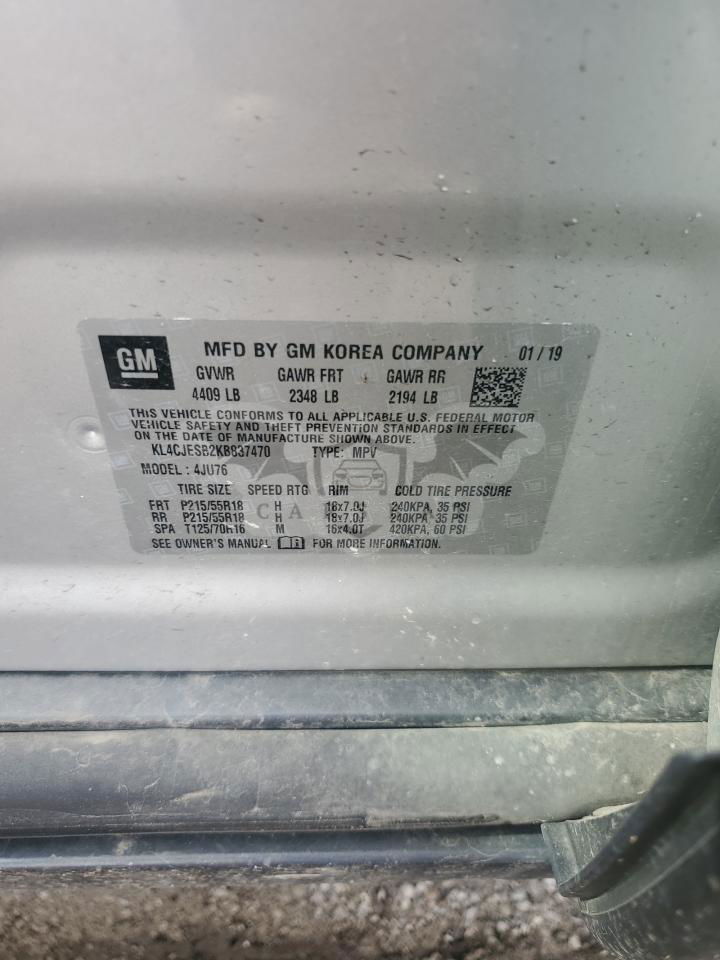 GM MFD BY GM KOREA COMPANY 01/19
GVWR GAWR FRT GAWR RR
4409 LB 2348 LB 2194 LB
THIS VEHICLE CONFORMS TO ALL APPLICABLE U.S. FEDERAL MOTOR
VEHICLE SAFETY AND THEFT PREVENTION STANDARDS IN EFFECT
ON THE DATE OF MANUFACTURE SHOWN ABOVE.
KL4CJESB2KB837470 TYPE: MPV
MODEL: 4JU76
TIRE SIZE SPEED RTG RIM COLD TIRE PRESSURE
FRT P215/55R18 H 18x7.0J 240KPA, 35 PSI
RR P215/55R18 H 18x7.0J 240KPA, 35 PSI
SPA T125/70R16 M 16x4.0T 420KPA, 60 PSI
SEE OWNER'S MANUAL FOR MORE INFORMATION.